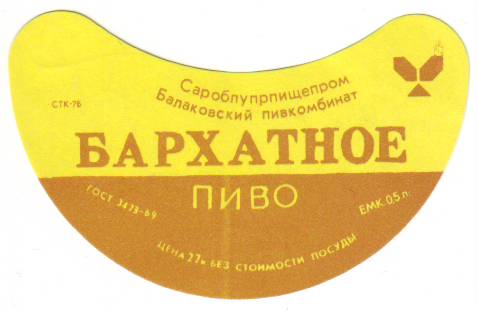 СТК-76
Сароблупрпищепром
Балаковский пивкомбинат
БАРХАТНОЕ
ПИВО
ГОСТ 3473-69
ЕМК. 0,5 л.
ЦЕНА 27к. БЕЗ СТОИМОСТИ ПОСУДЫ